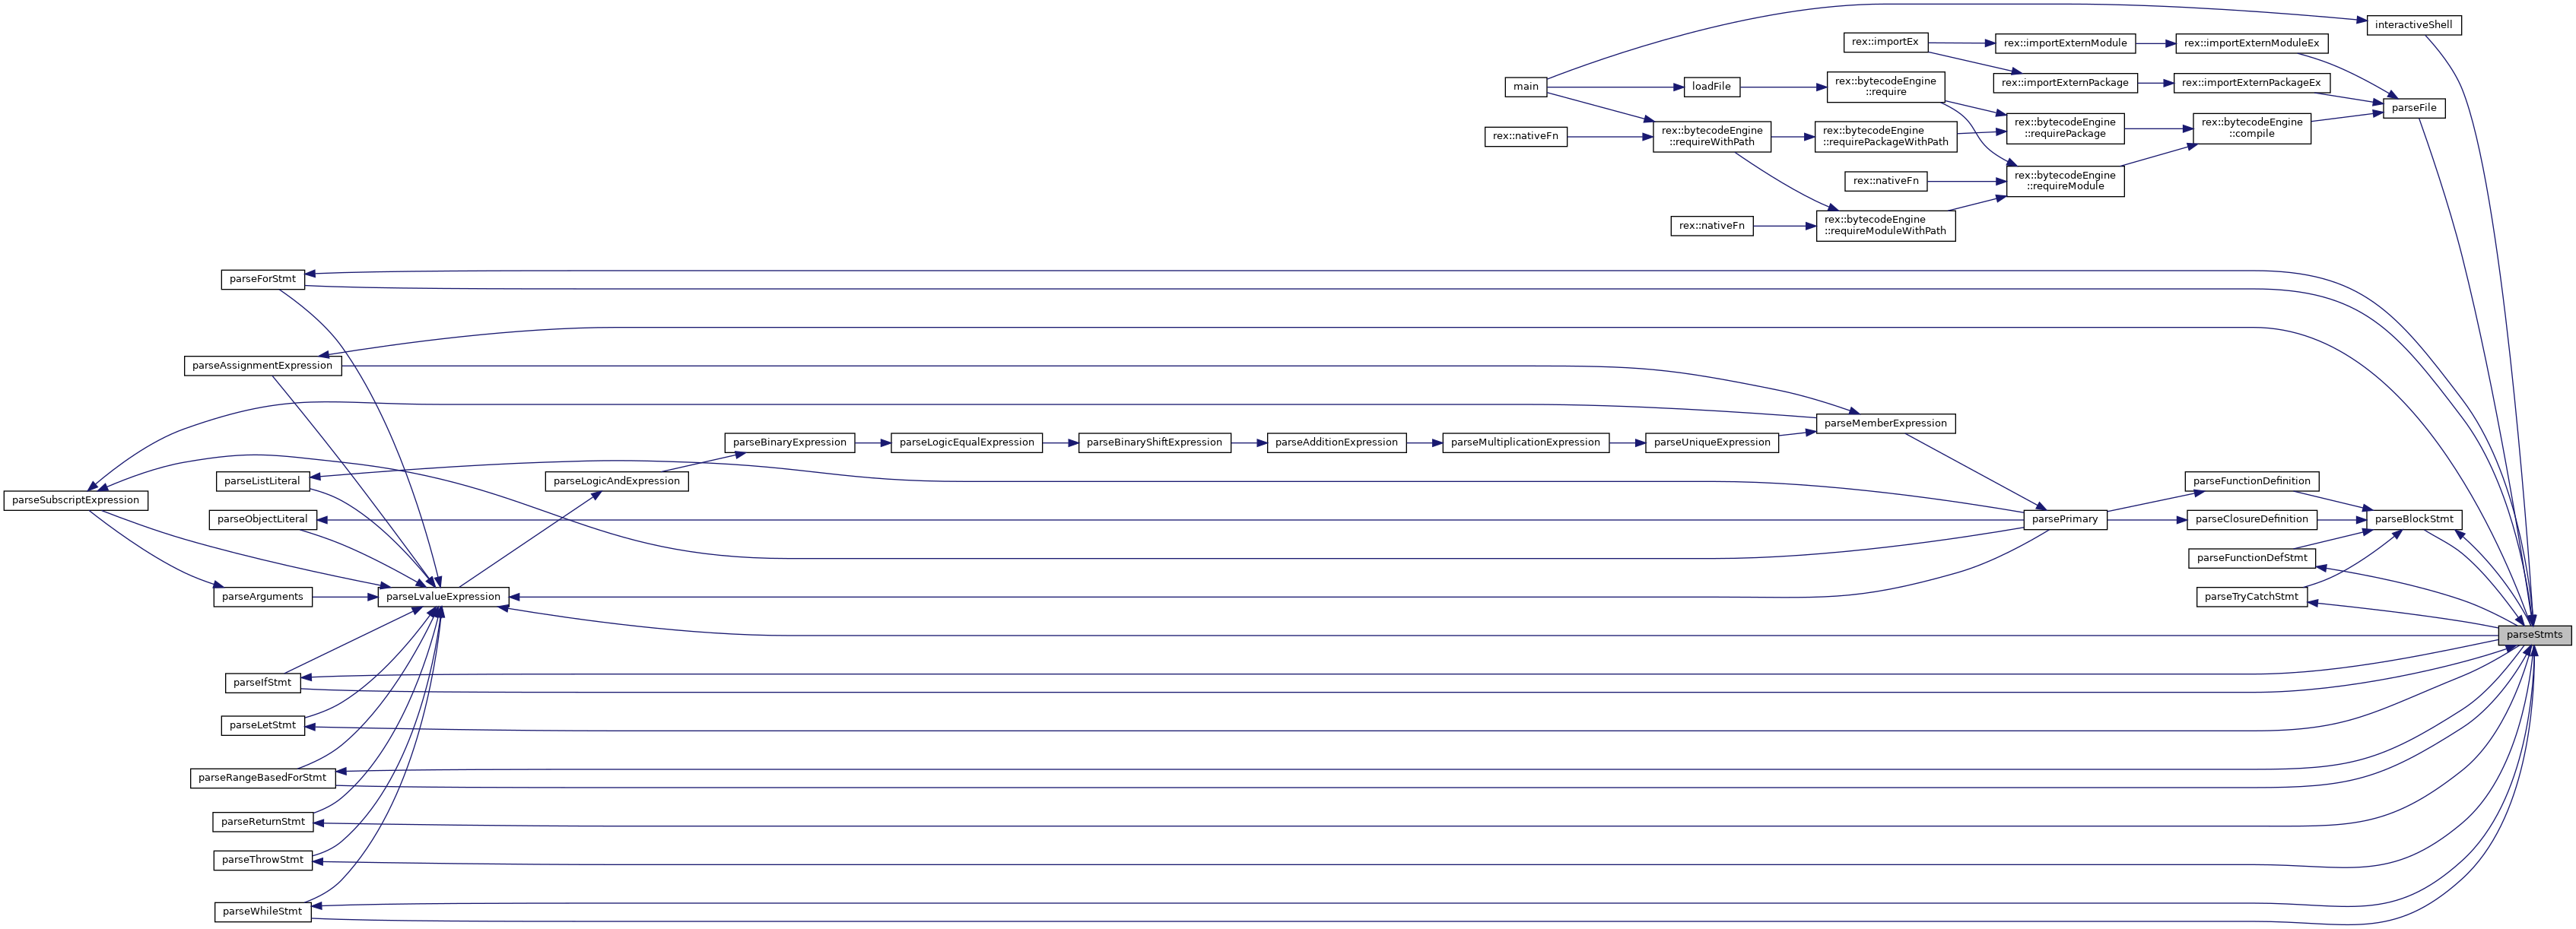 interactiveShell
rex::importEx
rex::importExternModule
rex::importExternModuleEx
main
loadFile
rex::bytecodeEngine
::require
rex::importExternPackage
rex::importExternPackageEx
parseFile
rex::nativeFn
rex::bytecodeEngine
::requireWithPath
rex::bytecodeEngine
::requirePackageWithPath
rex::bytecodeEngine
::requirePackage
rex::bytecodeEngine
::compile
rex::nativeFn
rex::bytecodeEngine
::requireModule
rex::nativeFn
rex::bytecodeEngine
::requireModuleWithPath
parseForStmt
parseAssignmentExpression
parseMemberExpression
parseBinaryExpression
parseLogicEqualExpression
parseBinaryShiftExpression
parseAdditionExpression
parseMultiplicationExpression
parseUniqueExpression
parseListLiteral
parseLogicAndExpression
parseFunctionDefinition
parseSubscriptExpression
parseObjectLiteral
parsePrimary
parseClosureDefinition
parseBlockStmt
parseFunctionDefStmt
parseArguments
parseLvalueExpression
parseTryCatchStmt
parseStmts
parseIfStmt
parseLetStmt
parseRangeBasedForStmt
parseReturnStmt
parseThrowStmt
parseWhileStmt